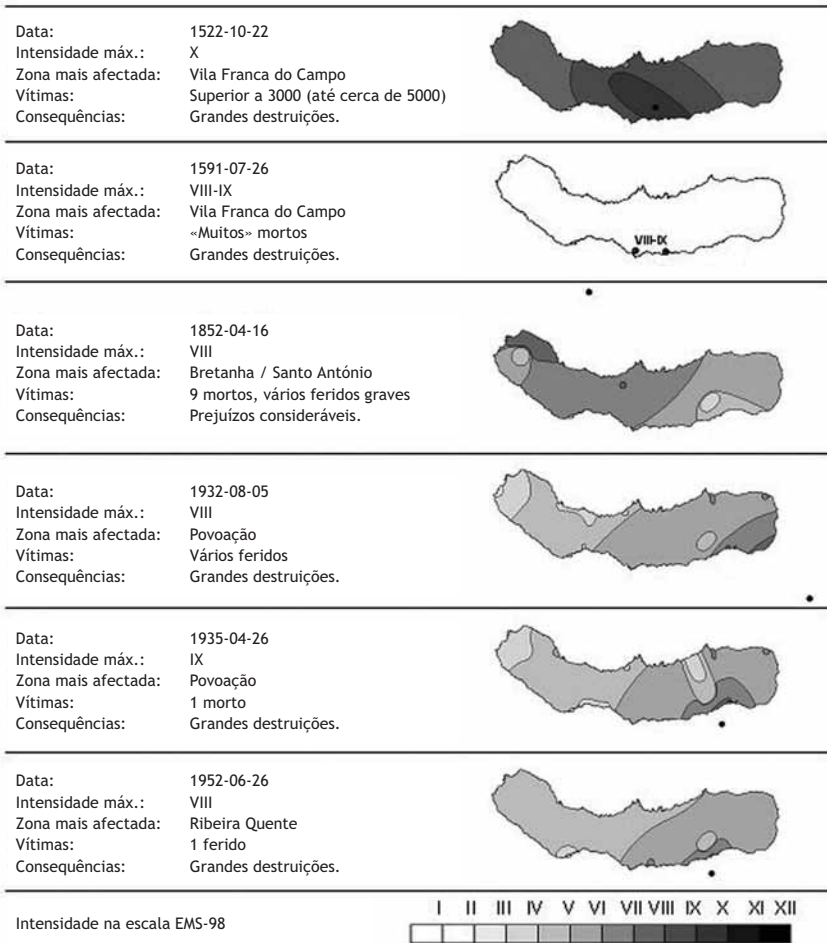 Data: 1522-10-22
Intensidade máx.: X
Zona mais afectada: Vila Franca do Campo
Vítimas: Superior a 3000 (até cerca de 5000)
Consequências: Grandes destruições.
Data: 1591-07-26
Intensidade máx.: VIII-IX
Zona mais afectada: Vila Franca do Campo
Vítimas: «Muitos» mortos
Consequências: Grandes destruições.
VIII-IX
Data: 1852-04-16
Intensidade máx.: VIII
Zona mais afectada: Bretanha / Santo António
Vítimas: 9 mortos, vários feridos graves
Consequências: Prejuízos consideráveis.
Data: 1932-08-05
Intensidade máx.: VIII
Zona mais afectada: Povoação
Vítimas: Vários feridos
Consequências: Grandes destruições.
Data: 1935-04-26
Intensidade máx.: IX
Zona mais afectada: Povoação
Vítimas: 1 morto
Consequências: Grandes destruições.
Data: 1952-06-26
Intensidade máx.: VIII
Zona mais afectada: Ribeira Quente
Vítimas: 1 ferido
Consequências: Grandes destruições.
I II III IV V VI VII VIII IX X XI XII
Intensidade na escala EMS-98